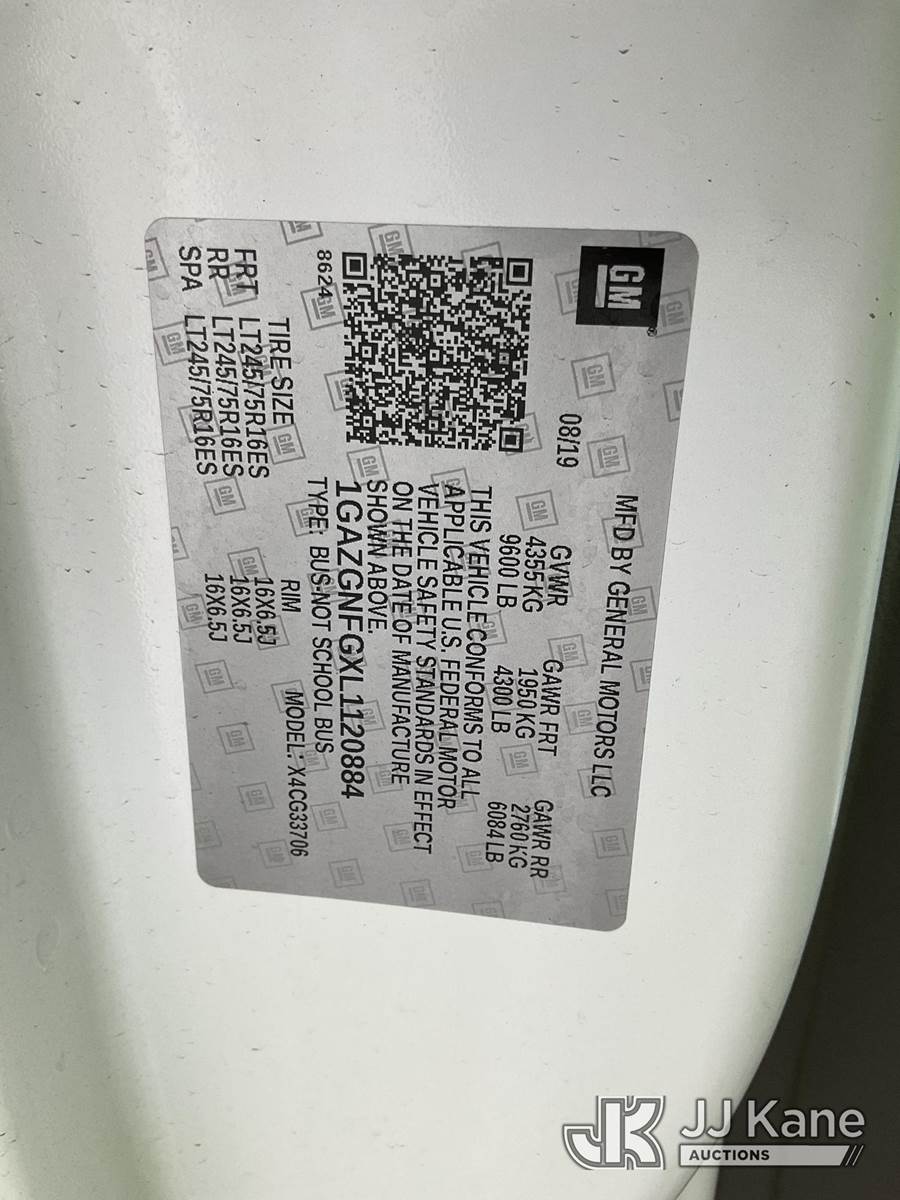 GM
MFD BY GENERAL MOTORS LLC
08/19 GVWR GAWR FRT GAWR RR
4355 KG 1950 KG 2760 KG
9600 LB 4300 LB 6084 LB
THIS VEHICLE CONFORMS TO ALL
APPLICABLE U.S. FEDERAL MOTOR
VEHICLE SAFETY STANDARDS IN EFFECT
ON THE DATE OF MANUFACTURE
SHOWN ABOVE.
1GAZGNFGXL1120884
8624 TYPE: BUS-NOT SCHOOL BUS
MODEL: X4CG33706
TIRE SIZE RIM
FRT LT245/75R16ES 16X6.5J
RR LT245/75R16ES 16X6.5J
SPA LT245/75R16ES 16X6.5J
JK JJ Kane
AUCTIONS